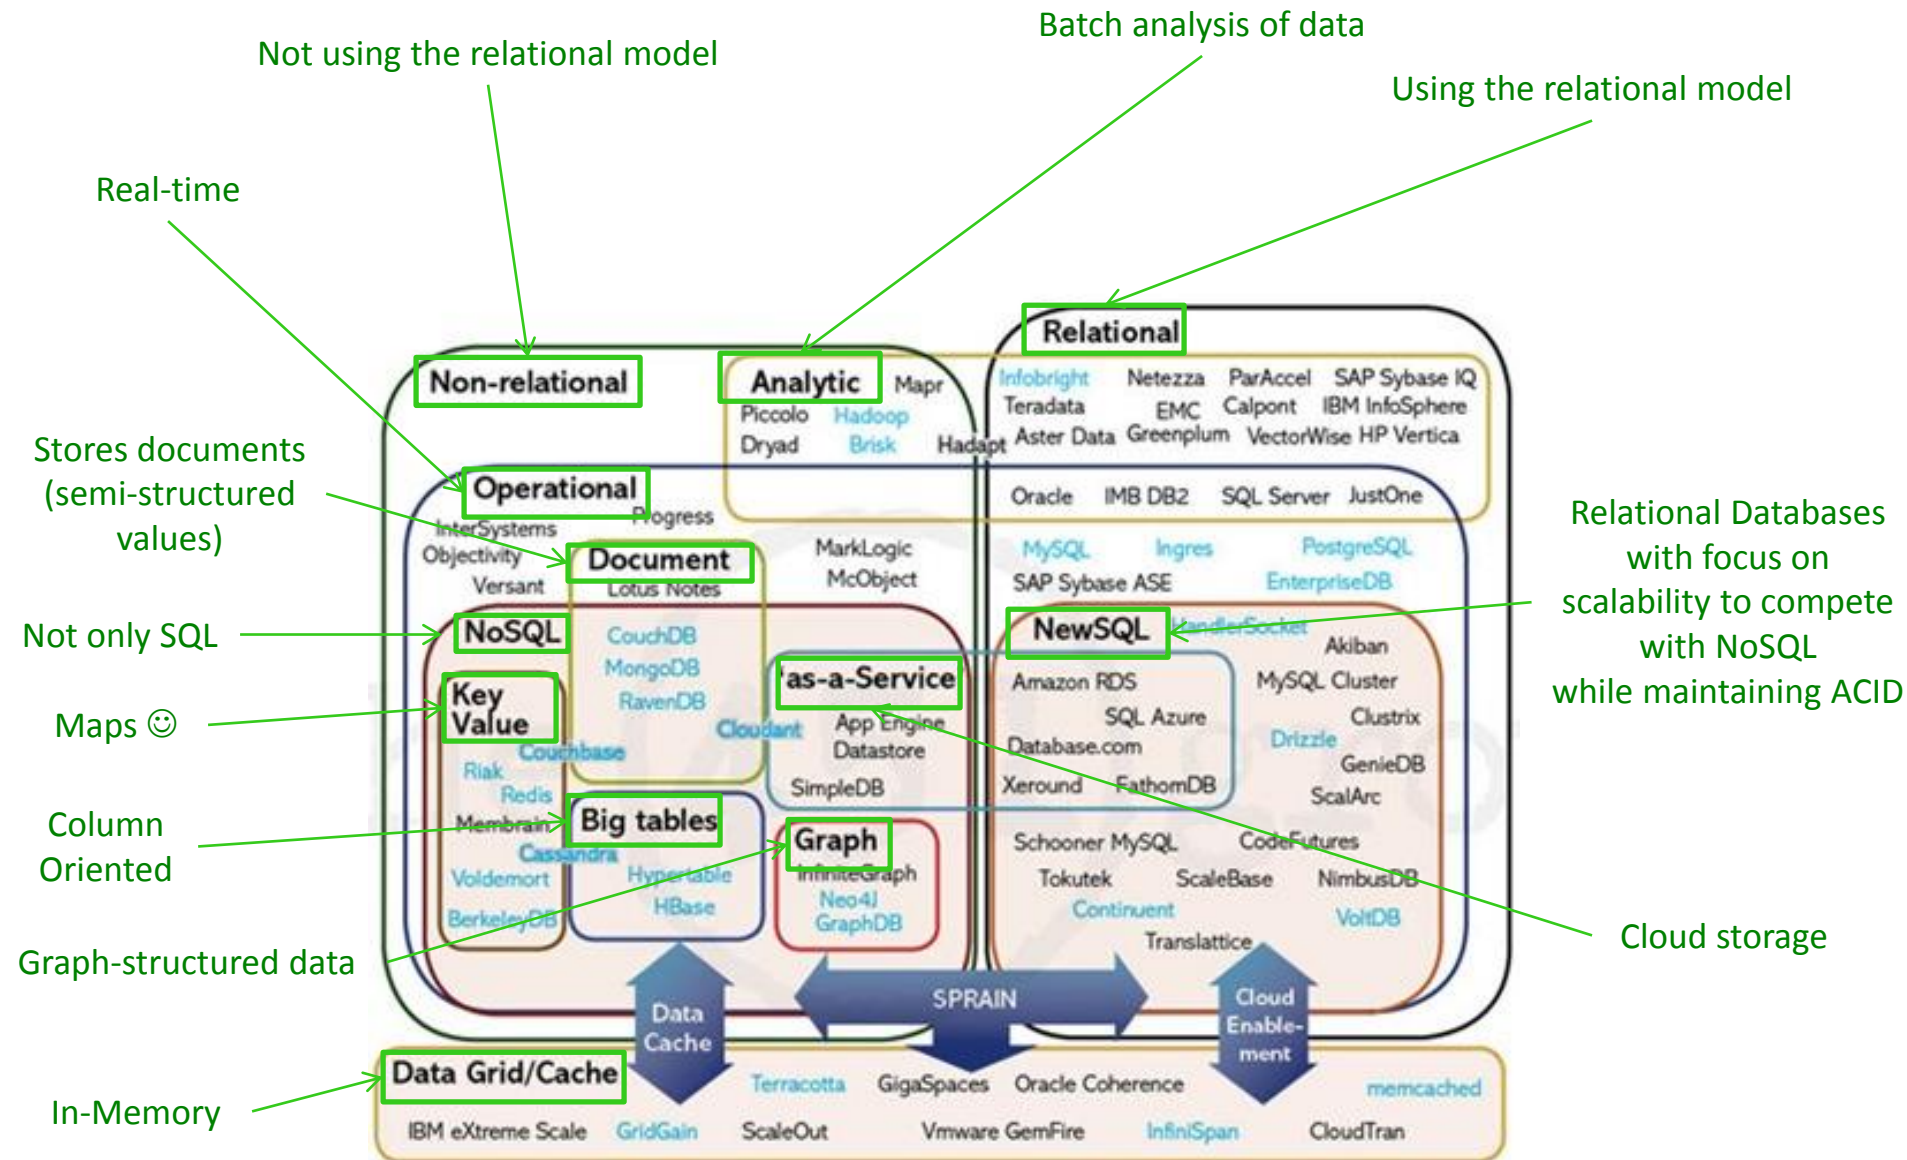 Batch analysis of data
Not using the relational model
Using the relational model
Real-time
Relational
Non-relational
Analytic
Mapr
Infobright
Netezza
ParAccel
SAP Sybase IQ
Piccolo
Hadoop
Teradata
EMC
Calpont
IBM InfoSphere
Dryad
Brisk
Hadapt
Aster Data
Greenplum
VectorWise
HP Vertica
Stores documents
(semi-structured
values)
Operational
Oracle
IMB DB2
SQL Server
JustOne
Progress
InterSystems
Objectivity
Versant
Document
Lotus Notes
MarkLogic
McObject
MySQL
Ingres
PostgreSQL
SAP Sybase ASE
EnterpriseDB
Relational Databases
with focus on
scalability to compete
with NoSQL
while maintaining ACID
Not only SQL
NoSQL
CouchDB
MongoDB
RavenDB
NewSQL
HandlerSocket
Akiban
MySQL Cluster
Clustrix
Drizzle
GenieDB
ScalArc
Maps ☺
Key
Value
Couchbase
Riak
Redis
Membrain
Cassandra
Voldemort
BerkeleyDB
as-a-Service
Cloudant
App Engine
Datastore
SimpleDB
Amazon RDS
SQL Azure
Database.com
Xeround
FathomDB
Column
Oriented
Big tables
Hypertable
HBase
Graph
InfiniteGraph
Neo4J
GraphDB
Schooner MySQL
CodeFutures
Tokutek
ScaleBase
NimbusDB
Continuent
VoltDB
Translattice
Graph-structured data
Cloud storage
Data
Cache
SPRAIN
Cloud
Enable-
ment
In-Memory
Data Grid/Cache
Terracotta
GigaSpaces
Oracle Coherence
memcached
IBM eXtreme Scale
GridGain
ScaleOut
Vmware GemFire
InfiniSpan
CloudTran